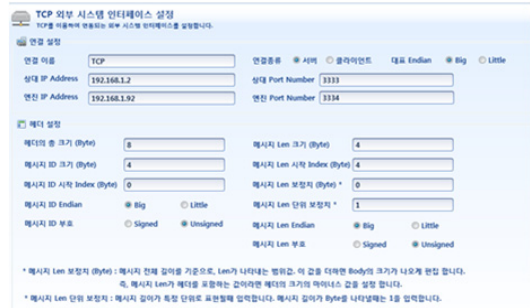 TCP 외부 시스템 인터페이스 설정
TCP를 이용하여 연동되는 외부 시스템 인터페이스를 설정합니다.
연결 설정
연결 이름 TCP 연결종류 서버 클라이언트 대표 Endian Big Little
상대 IP Address 192.168.1.2 상대 Port Number 3333
엔진 IP Address 192.168.1.92 엔진 Port Number 3334
헤더 설정
헤더의 총 크기 (Byte) 8 메시지 Len 크기 (Byte) 4
메시지 ID 크기 (Byte) 4 메시지 Len 시작 Index (Byte) 4
메시지 ID 시작 Index (Byte) 0 메시지 Len 보정치 (Byte) * 0
메시지 ID Endian Big Little 메시지 Len 단위 보정치 * 1
메시지 ID 부호 Signed Unsigned 메시지 Len Endian Big Little
메시지 Len 부호 Signed Unsigned
* 메시지 Len 보정치 (Byte) : 메시지 전체 길이를 기준으로, Len가 나타내는 범위값. 이 값을 더하면 Body의 크기가 나오게 편집 합니다.
즉, 메시지 Len가 헤더를 포함하는 값이라면 헤더의 크기의 마이너스 값을 설정 합니다.
* 메시지 Len 단위 보정치 : 메시지 길이가 특정 단위로 표현될때 입력합니다. 메시지 길이가 Byte를 나타낼때는 1을 입력합니다.